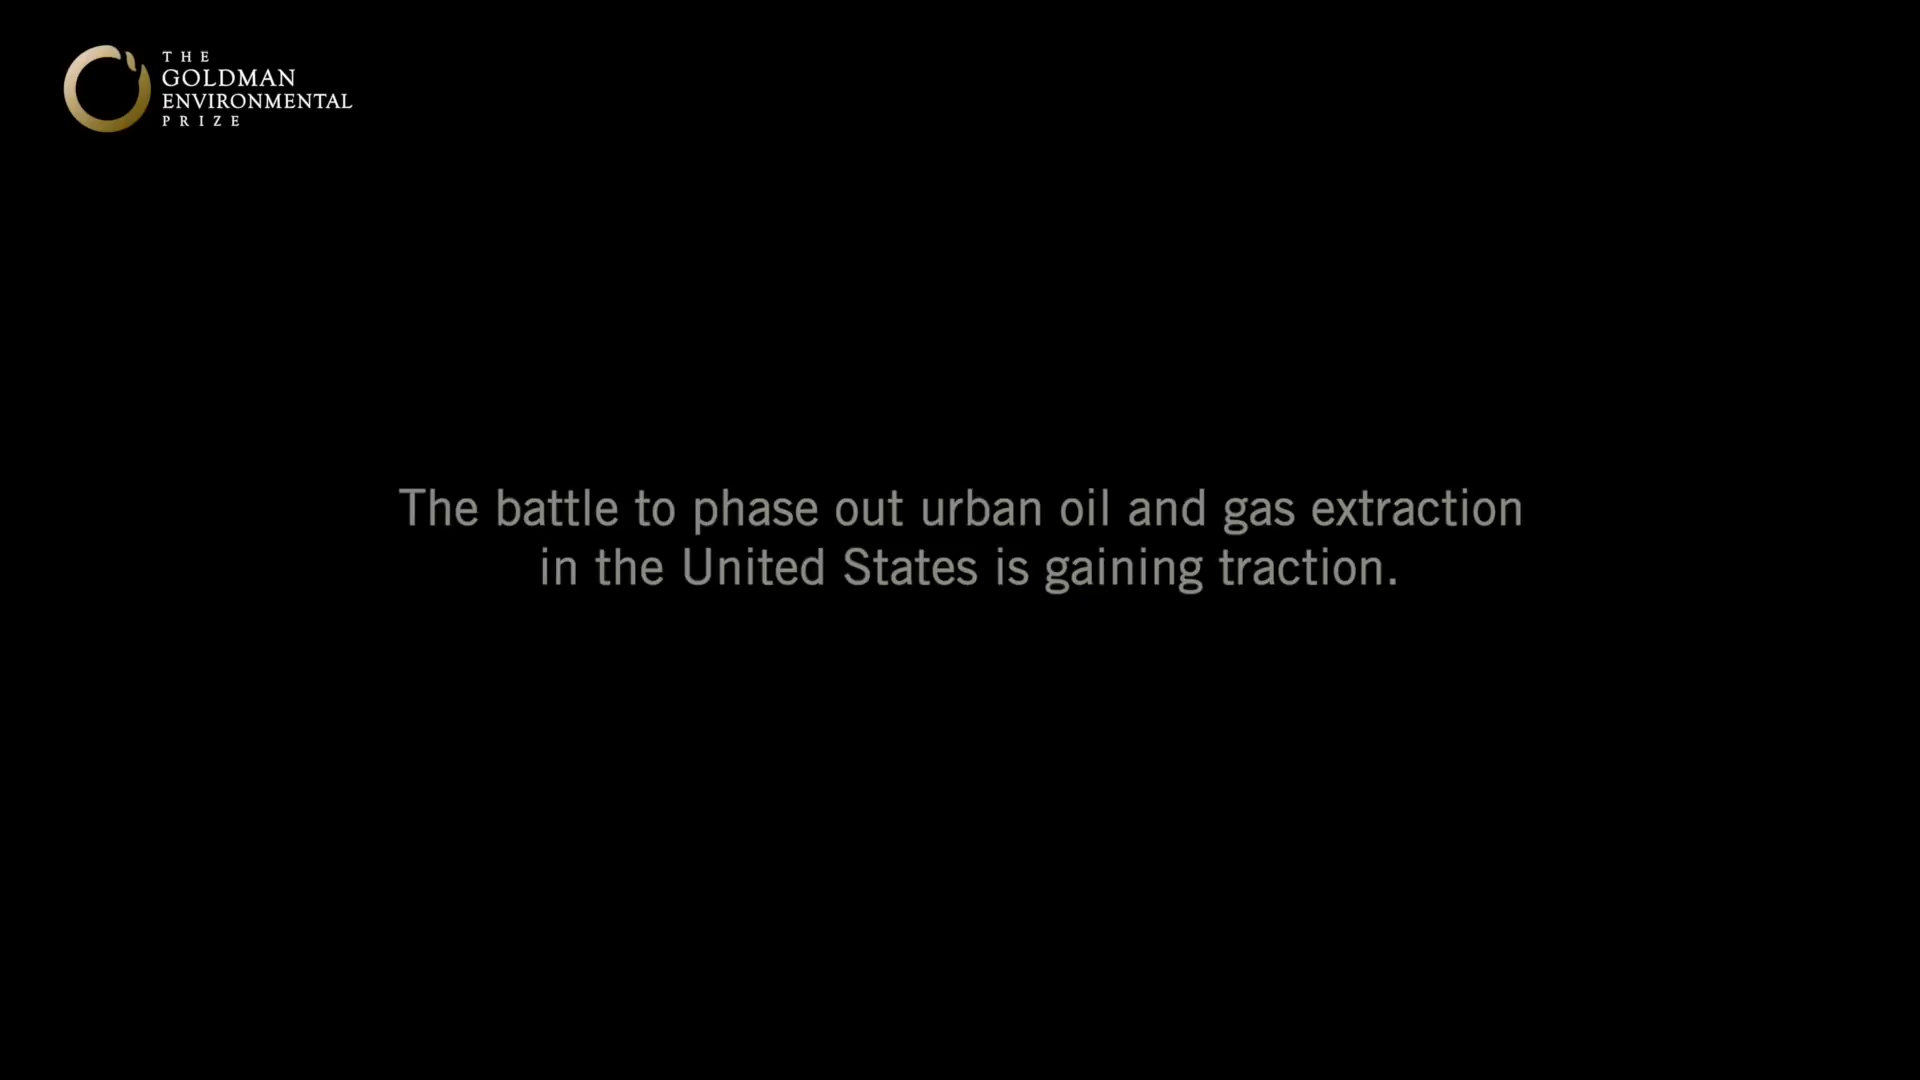 THE
GOLDMAN
ENVIRONMENTAL
PRIZE
The battle to phase out urban oil and gas extraction
in the United States is gaining traction.